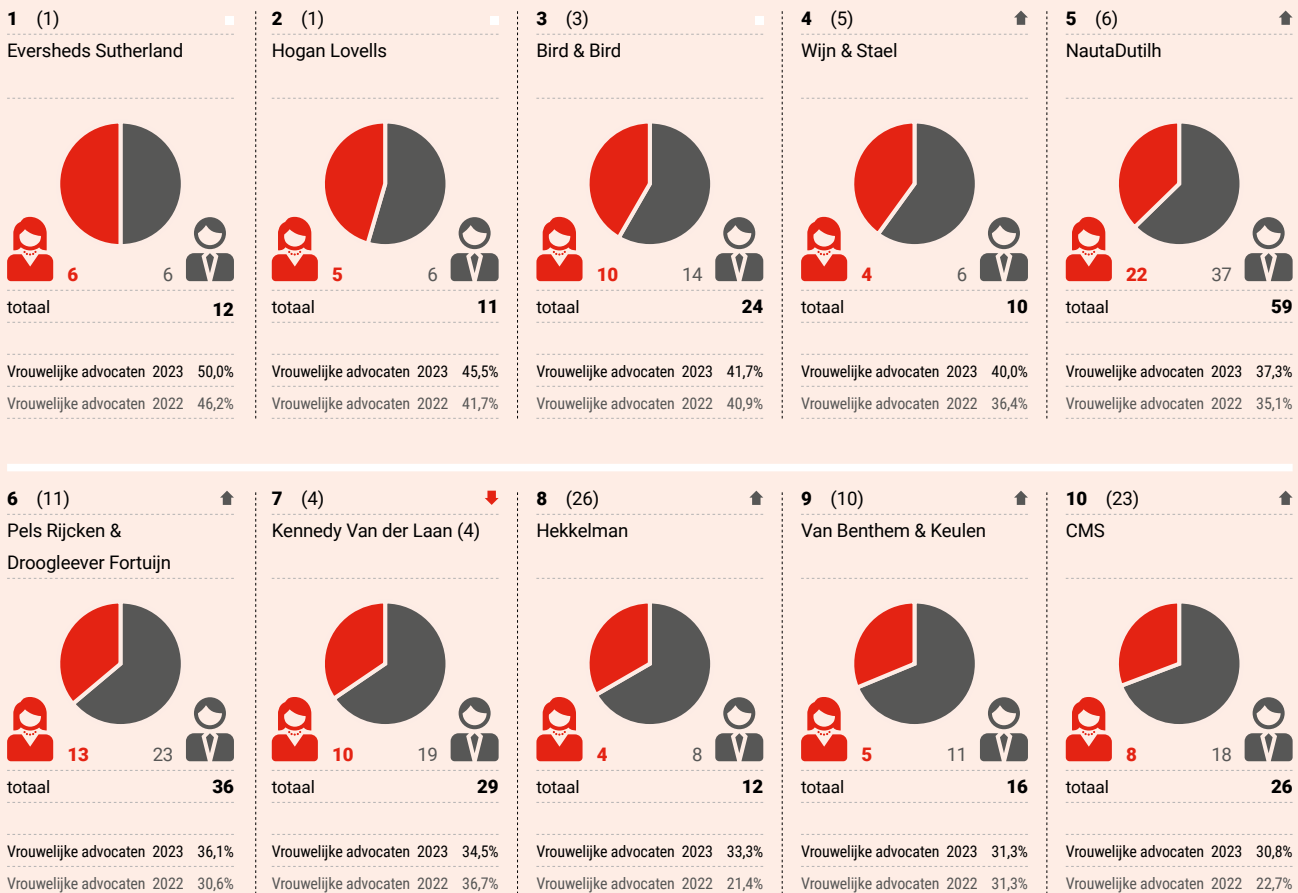 1 (1)
Eversheds Sutherland
6 6
totaal 12
Vrouwelijke advocaten 2023 50,0%
Vrouwelijke advocaten 2022 46,2%
2 (1)
Hogan Lovells
5 6
totaal 11
Vrouwelijke advocaten 2023 45,5%
Vrouwelijke advocaten 2022 41,7%
3 (3)
Bird & Bird
10 14
totaal 24
Vrouwelijke advocaten 2023 41,7%
Vrouwelijke advocaten 2022 40,9%
4 (5)
Wijn & Stael
4 6
totaal 10
Vrouwelijke advocaten 2023 40,0%
Vrouwelijke advocaten 2022 36,4%
5 (6)
NautaDutilh
22 37
totaal 59
Vrouwelijke advocaten 2023 37,3%
Vrouwelijke advocaten 2022 35,1%
6 (11)
Pels Rijcken &
Droogleever Fortuijn
13 23
totaal 36
Vrouwelijke advocaten 2023 36,1%
Vrouwelijke advocaten 2022 30,6%
7 (4)
Kennedy Van der Laan (4)
10 19
totaal 29
Vrouwelijke advocaten 2023 34,5%
Vrouwelijke advocaten 2022 36,7%
8 (26)
Hekkelman
4 8
totaal 12
Vrouwelijke advocaten 2023 33,3%
Vrouwelijke advocaten 2022 21,4%
9 (10)
Van Benthem & Keulen
5 11
totaal 16
Vrouwelijke advocaten 2023 31,3%
Vrouwelijke advocaten 2022 31,3%
10 (23)
CMS
8 18
totaal 26
Vrouwelijke advocaten 2023 30,8%
Vrouwelijke advocaten 2022 22,7%